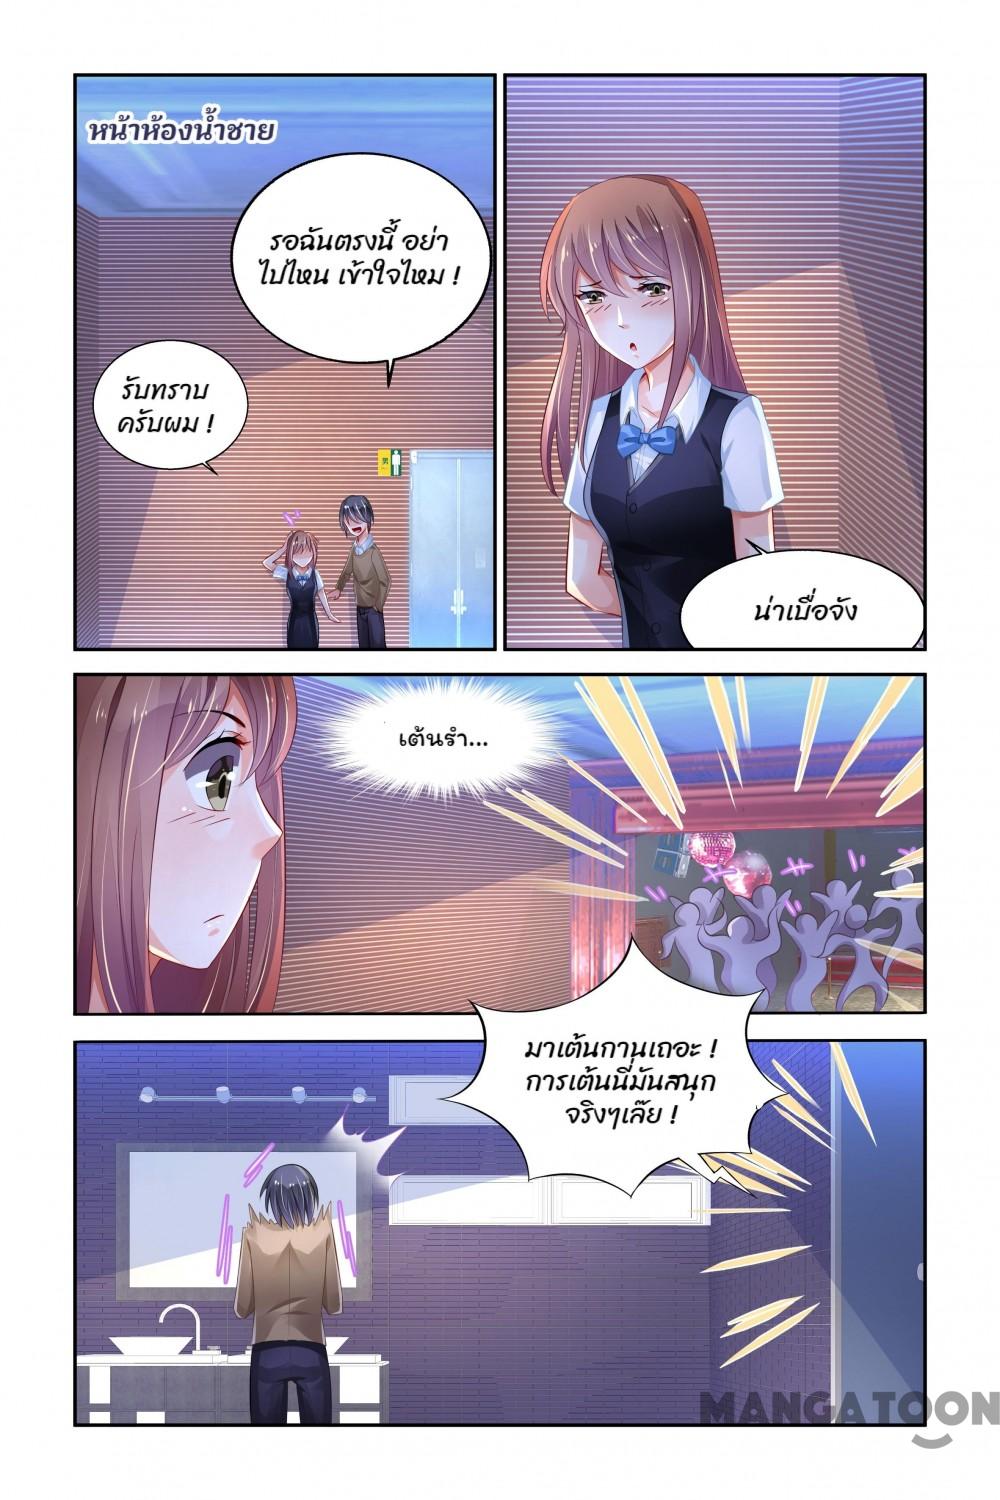 หน้าห้องน้ำชาย
รอฉันตรงนี้ อย่า
ไปไหน เข้าใจไหม !
รับทราบ
ครับผม !
男
น่าเบื่อจัง
เต้นรำ...
มาเต้นกานเถอะ !
การเต้นนี่มันสนุก
จริงๆเล๊ย !
MANGATOON